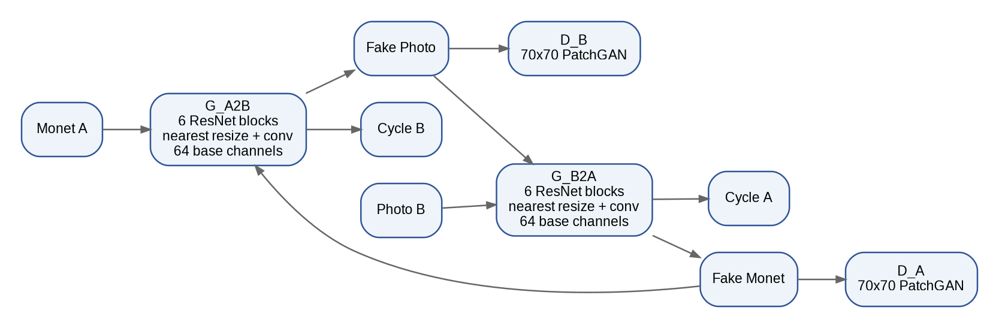 Fake Photo
D_B
70x70 PatchGAN
Monet A
G_A2B
6 ResNet blocks
nearest resize + conv
64 base channels
Cycle B
Photo B
G_B2A
6 ResNet blocks
nearest resize + conv
64 base channels
Cycle A
Fake Monet
D_A
70x70 PatchGAN